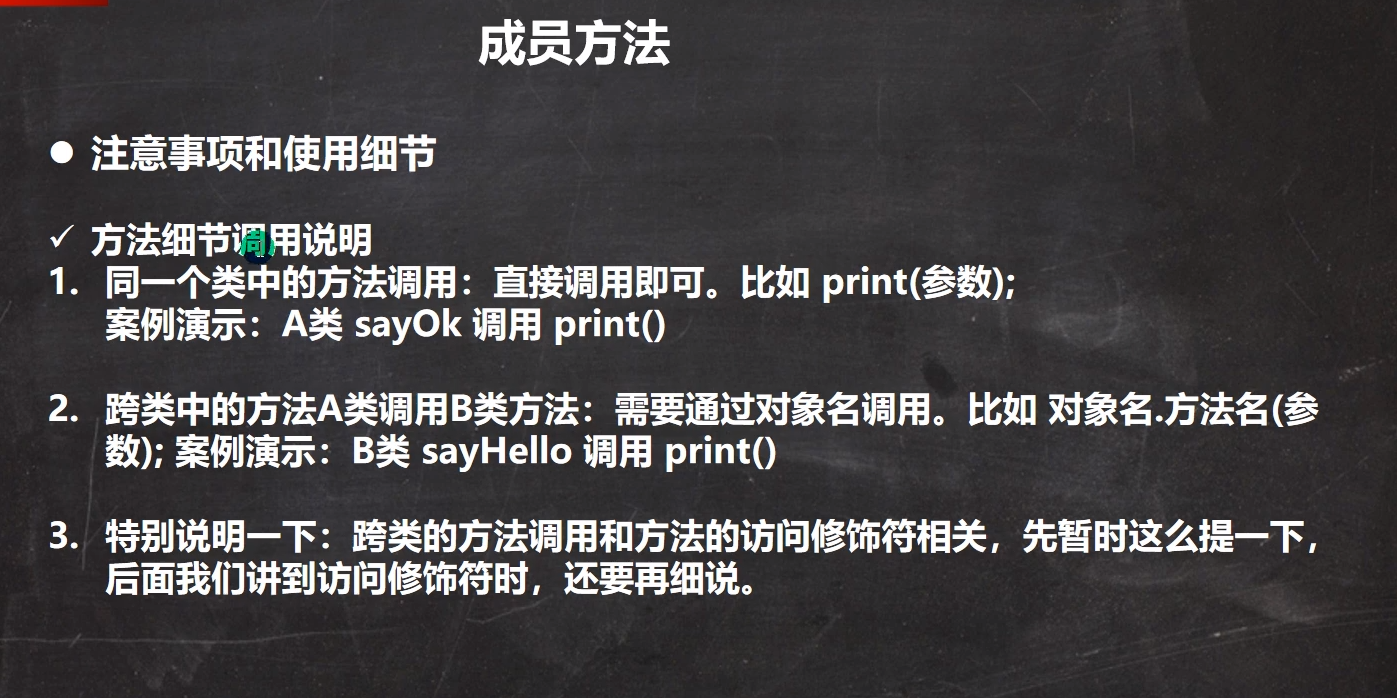 成员方法
● 注意事项和使用细节
✓ 方法细节调用说明
1. 同一个类中的方法调用：直接调用即可。比如 print(参数);
案例演示：A类 sayOk 调用 print()
2. 跨类中的方法A类调用B类方法：需要通过对象名调用。比如 对象名.方法名(参
数); 案例演示：B类 sayHello 调用 print()
3. 特别说明一下：跨类的方法调用和方法的访问修饰符相关，先暂时这么提一下，
后面我们讲到访问修饰符时，还要再细说。